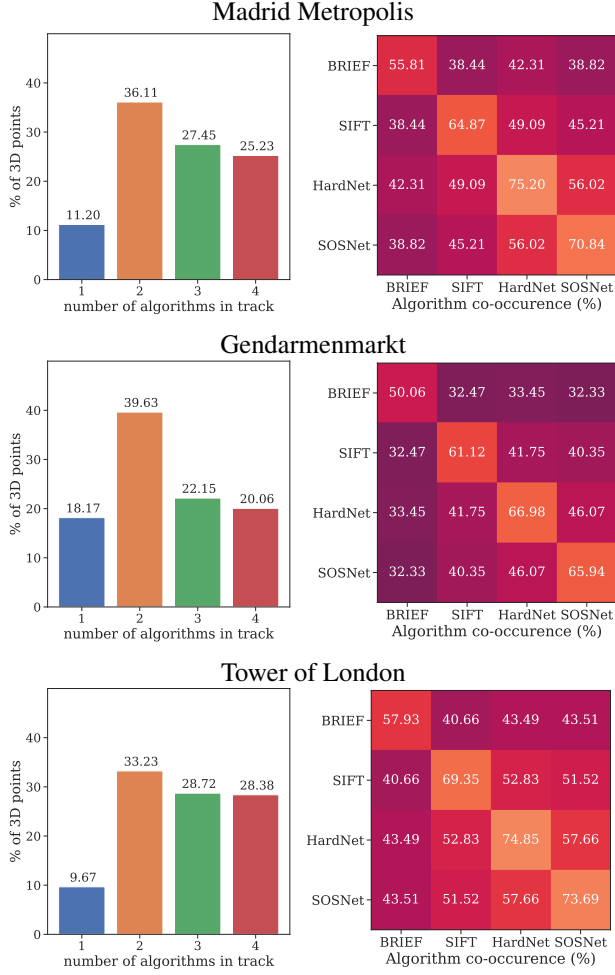 Madrid Metropolis
% of 3D points
40
30
20
10
0
11.20
36.11
27.45
25.23
1 2 3 4
number of algorithms in track
BRIEF 55.81 38.44 42.31 38.82
SIFT 38.44 64.87 49.09 45.21
HardNet 42.31 49.09 75.20 56.02
SOSNet 38.82 45.21 56.02 70.84
BRIEF SIFT HardNet SOSNet
Algorithm co-occurence (%)
Gendarmenmarkt
% of 3D points
40
30
20
10
0
18.17
39.63
22.15
20.06
1 2 3 4
number of algorithms in track
BRIEF 50.06 32.47 33.45 32.33
SIFT 32.47 61.12 41.75 40.35
HardNet 33.45 41.75 66.98 46.07
SOSNet 32.33 40.35 46.07 65.94
BRIEF SIFT HardNet SOSNet
Algorithm co-occurence (%)
Tower of London
% of 3D points
40
30
20
10
0
9.67
33.23
28.72
28.38
1 2 3 4
number of algorithms in track
BRIEF 57.93 40.66 43.49 43.51
SIFT 40.66 69.35 52.83 51.52
HardNet 43.49 52.83 74.85 57.66
SOSNet 43.51 51.52 57.66 73.69
BRIEF SIFT HardNet SOSNet
Algorithm co-occurence (%)